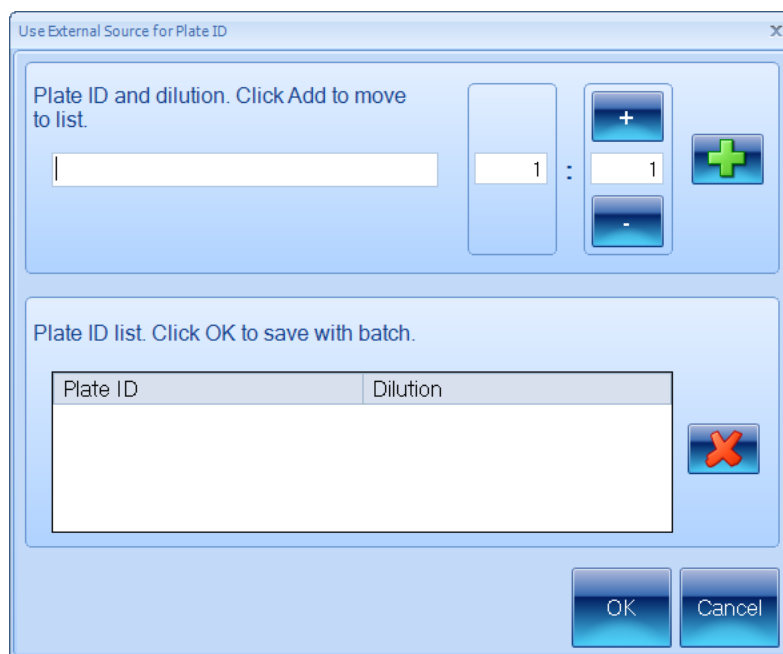 Use External Source for Plate ID
x
Plate ID and dilution. Click Add to move
to list.
+
1 : 1
-
Plate ID list. Click OK to save with batch.
Plate ID Dilution
OK Cancel